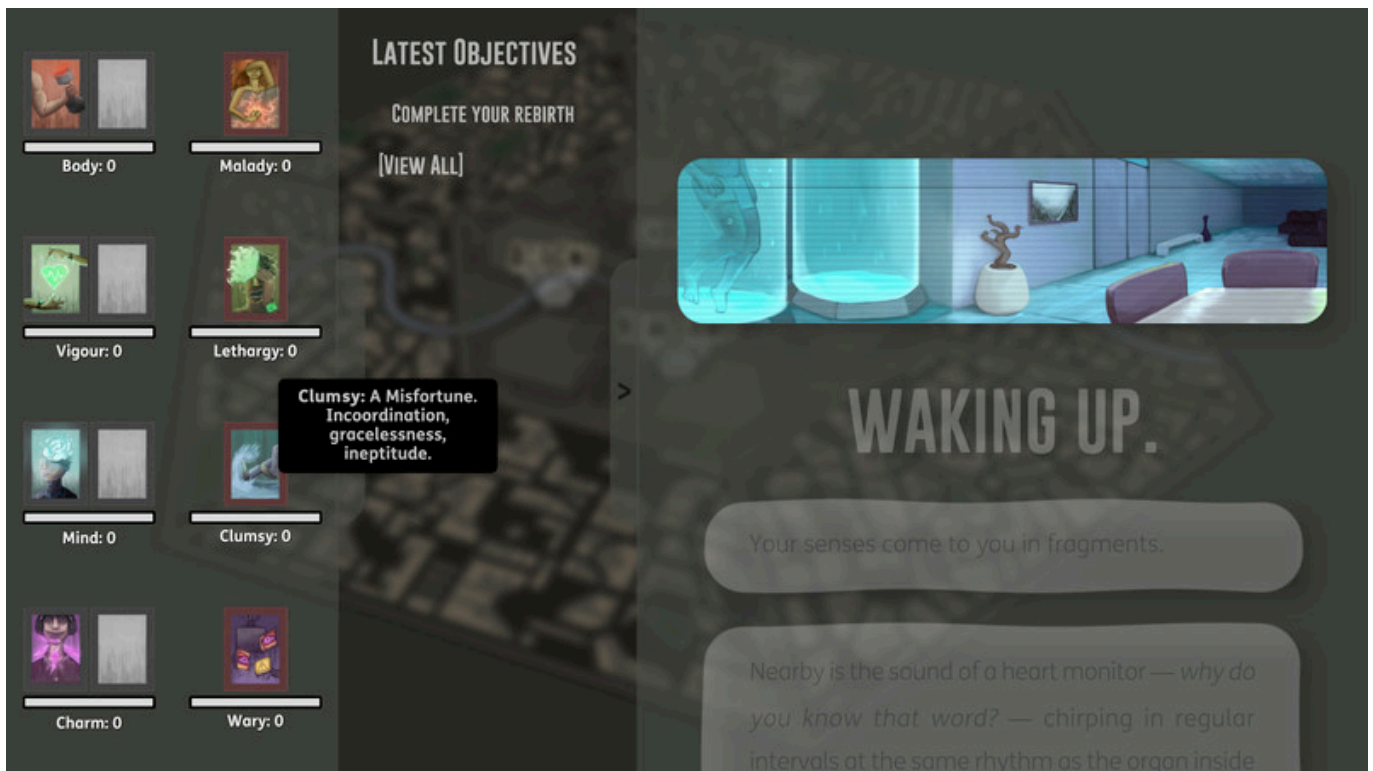 Body: 0
Malady: 0
Vigour: 0
Lethargy: 0
Mind: 0
Clumsy: 0
Charm: 0
Wary: 0
Clumsy: A Misfortune.
Incoordination,
gracelessness,
ineptitude.
LATEST OBJECTIVES
COMPLETE YOUR REBIRTH
[VIEW ALL]
>
WAKING UP.
Your senses come to you in fragments.
Nearby is the sound of a heart monitor — why do
you know that word? — chirping in regular
intervals at the same rhythm as the organ inside